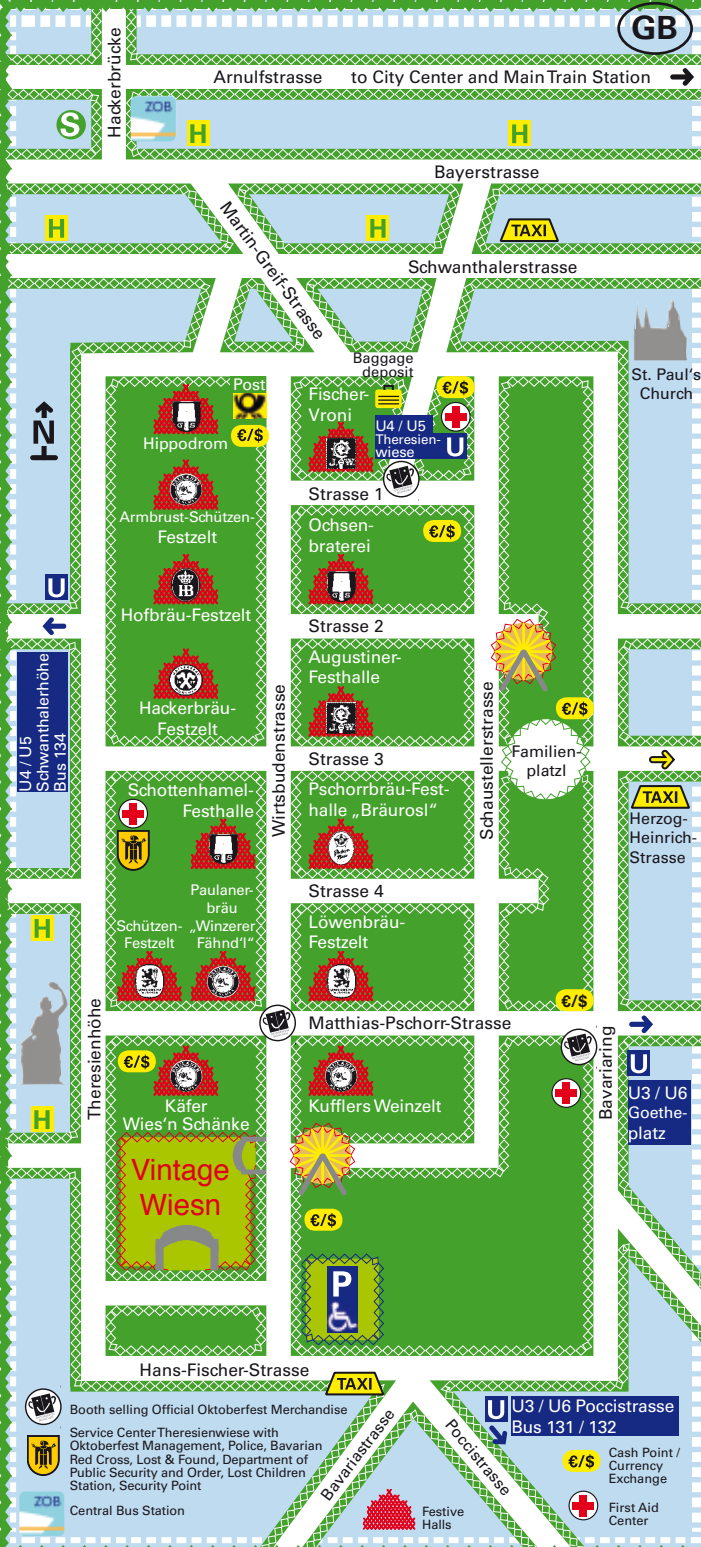 GB
Hackerbrücke
Arnulfstrasse
to City Center and Main Train Station
S
ZOB
H
H
Bayerstrasse
H
Martin-Greif-Strasse
H
TAXI
Schwanthalerstrasse
St. Paul's
Church
Baggage
deposit
N
Post
€/$
Hippodrom
Fischer-
Vroni
€/$
U4 / U5
Theresien-
wiese
U
Strasse 1
Armbrust-Schützen-
Festzelt
Ochsen-
braterei
€/$
HB
Hofbräu-Festzelt
U
Strasse 2
U4 / U5
Schwanthalerhöhe
Bus 134
Augustiner-
Festhalle
Hackerbräu-
Festzelt
Wirtsbudenstrasse
Schaustellerstrasse
€/$
Familien-
platzl
Strasse 3
TAXI
Herzog-
Heinrich-
Strasse
Schottenhamel-
Festhalle
Pschorrbräu-Fest-
halle „Bräurosl“
Strasse 4
Paulaner-
bräu
„Winzerer
Fähnd'l“
Schützen-
Festzelt
Löwenbräu-
Festzelt
H
H
Theresienhöhe
€/$
Matthias-Pschorr-Strasse
Bavariaring
U
U3 / U6
Goethe-
platz
€/$
Käfer
Wies'n Schänke
Kufflers Weinzelt
Vintage
Wiesn
€/$
P
Hans-Fischer-Strasse
TAXI
Bavariastrasse
Poccistrasse
U
U3 / U6 Poccistrasse
Bus 131 / 132
Booth selling Official Oktoberfest Merchandise
Service Center Theresienwiese with
Oktoberfest Management, Police, Bavarian
Red Cross, Lost & Found, Department of
Public Security and Order, Lost Children
Station, Security Point
ZOB
Central Bus Station
Festive
Halls
€/$
Cash Point /
Currency
Exchange
First Aid
Center